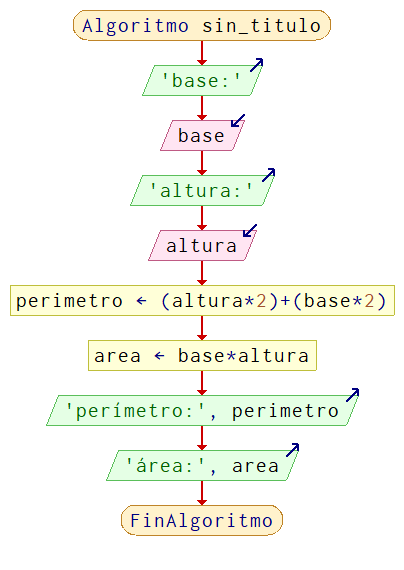 Algoritmo sin_titulo
'base:'
base
'altura:'
altura
perimetro ← (altura*2)+(base*2)
area ← base*altura
'perímetro:', perimetro
'área:', area
FinAlgoritmo